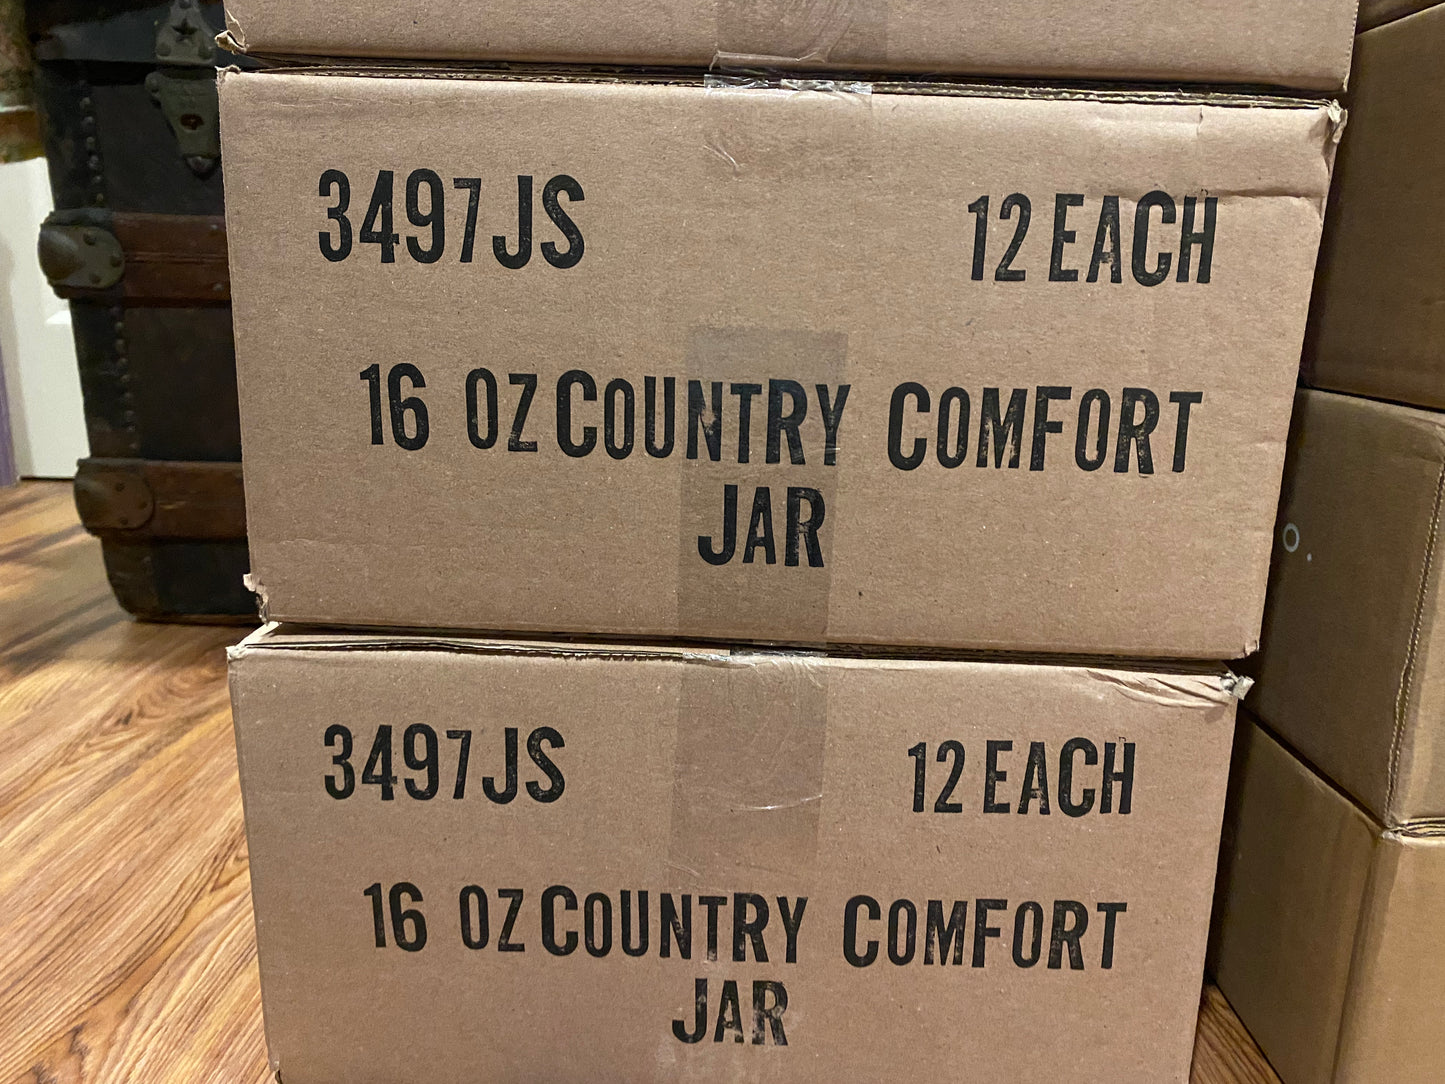 3497JS 12 EACH
16 OZ COUNTRY COMFORT
JAR
3497JS 12 EACH
16 OZ COUNTRY COMFORT
JAR